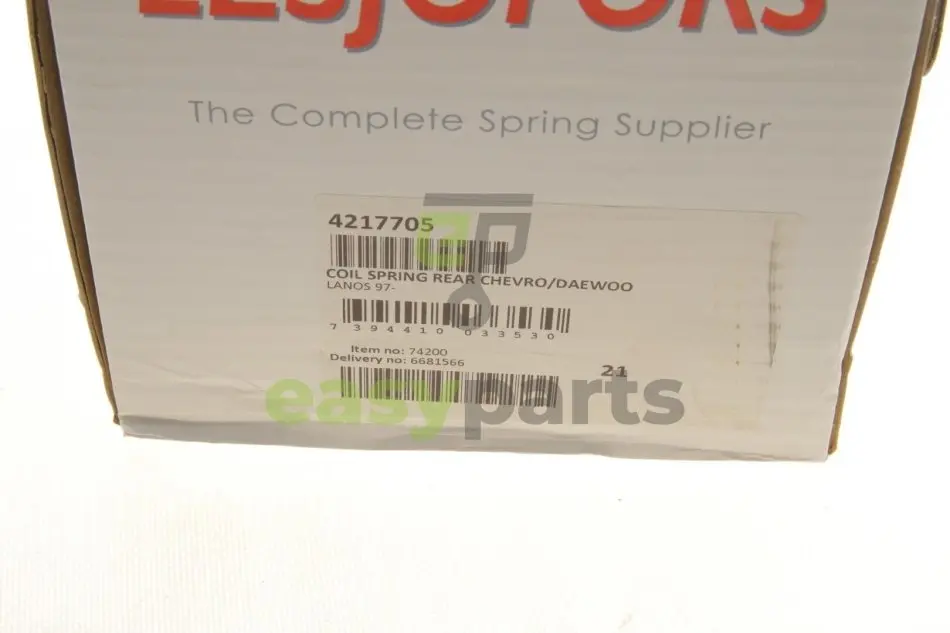 LESJÖFORS
The Complete Spring Supplier
4217705
COIL SPRING REAR CHEVRO/DAEWOO
LANOS 97-
7 394410 033530
Item no: 74200
Delivery no: 6681566
21
easyparts